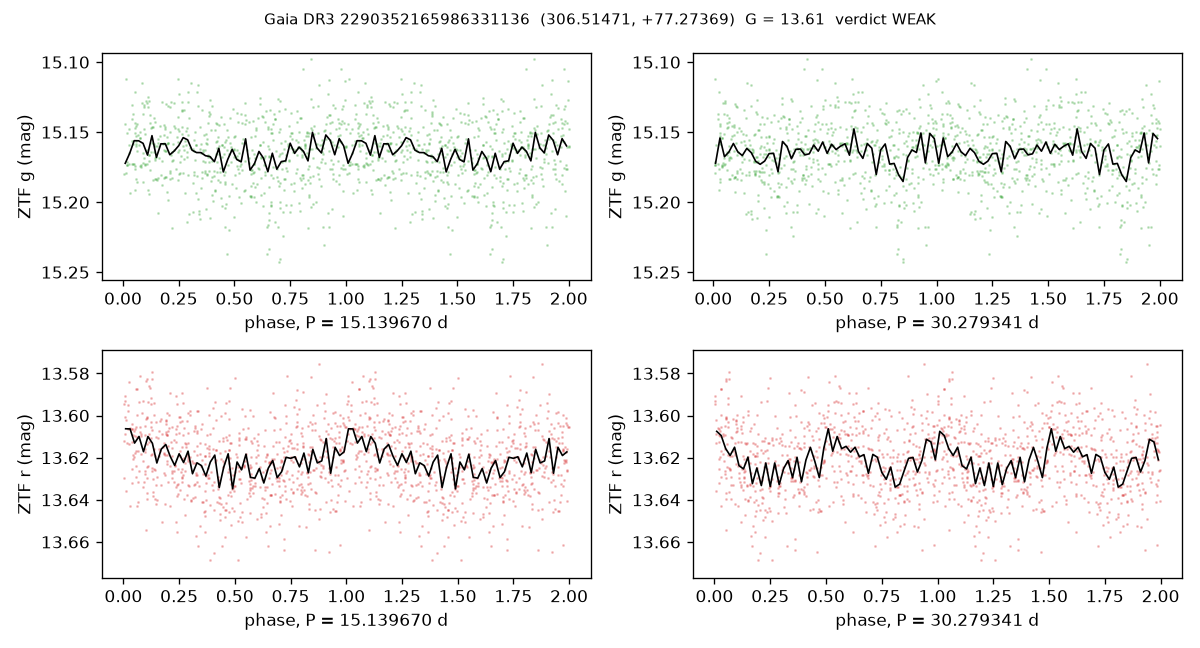 Gaia DR3 2290352165986331136  (306.51471, +77.27369)  G = 13.61  verdict WEAK
ZTF g (mag)
15.10
15.15
15.20
15.25
0.00 0.25 0.50 0.75 1.00 1.25 1.50 1.75 2.00
phase, P = 15.139670 d
ZTF g (mag)
15.10
15.15
15.20
15.25
0.00 0.25 0.50 0.75 1.00 1.25 1.50 1.75 2.00
phase, P = 30.279341 d
ZTF r (mag)
13.58
13.60
13.62
13.64
13.66
0.00 0.25 0.50 0.75 1.00 1.25 1.50 1.75 2.00
phase, P = 15.139670 d
ZTF r (mag)
13.58
13.60
13.62
13.64
13.66
0.00 0.25 0.50 0.75 1.00 1.25 1.50 1.75 2.00
phase, P = 30.279341 d